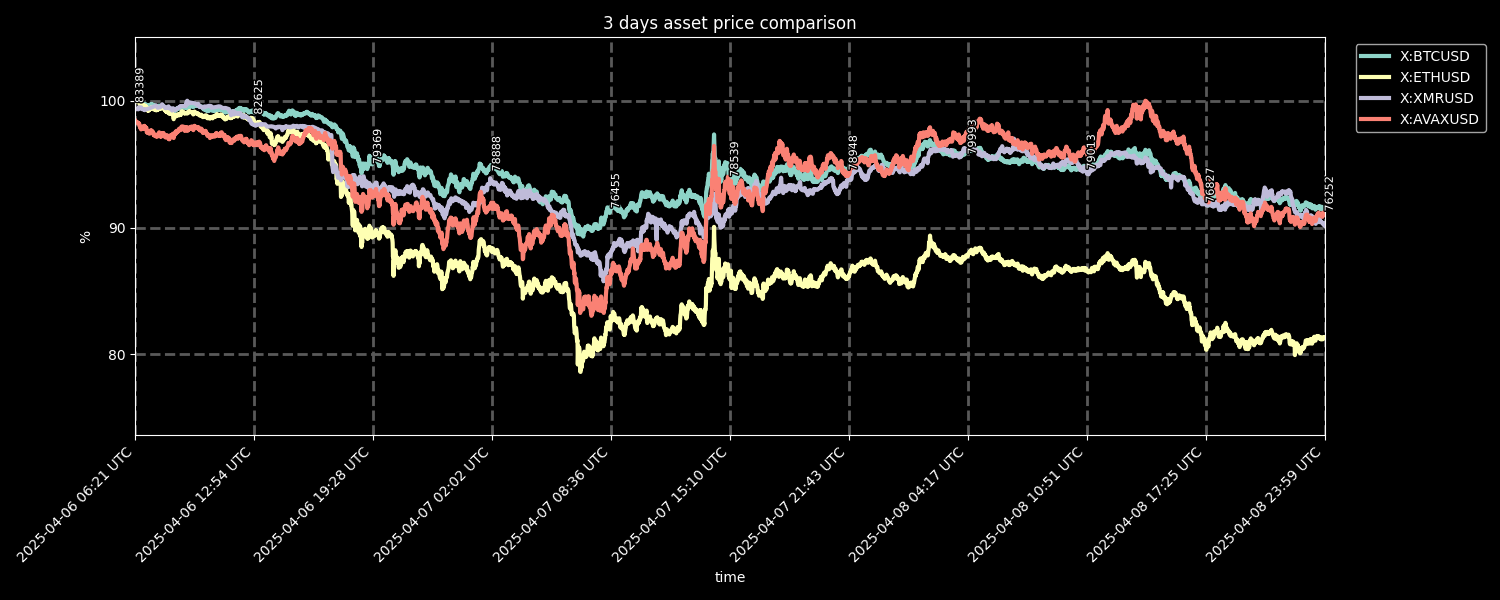 3 days asset price comparison
X:BTCUSD
X:ETHUSD
X:XMRUSD
X:AVAXUSD
100
90
80
%
83389
82625
79369
78888
76455
78539
78948
79993
79013
76827
76252
2025-04-06 06:21 UTC
2025-04-06 12:54 UTC
2025-04-06 19:28 UTC
2025-04-07 02:02 UTC
2025-04-07 08:36 UTC
2025-04-07 15:10 UTC
2025-04-07 21:43 UTC
2025-04-08 04:17 UTC
2025-04-08 10:51 UTC
2025-04-08 17:25 UTC
2025-04-08 23:59 UTC
time